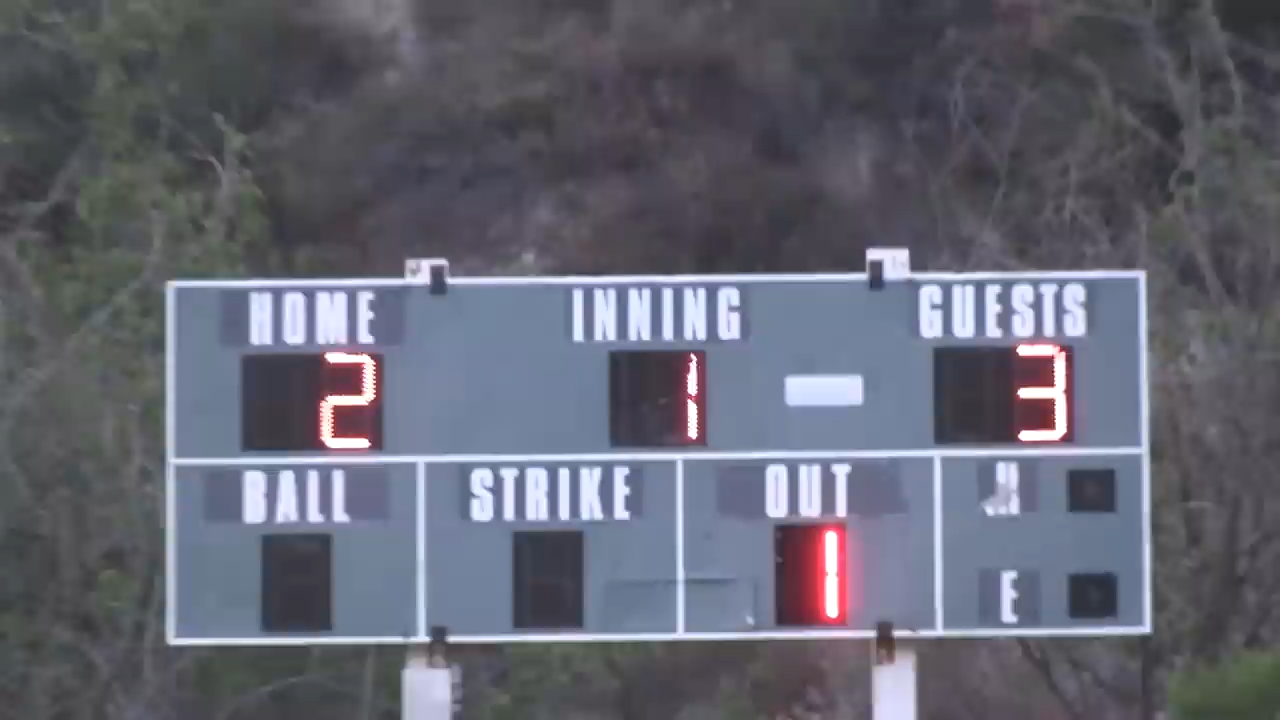 HOME INNING GUESTS
2 1 3
BALL STRIKE OUT H
1 E